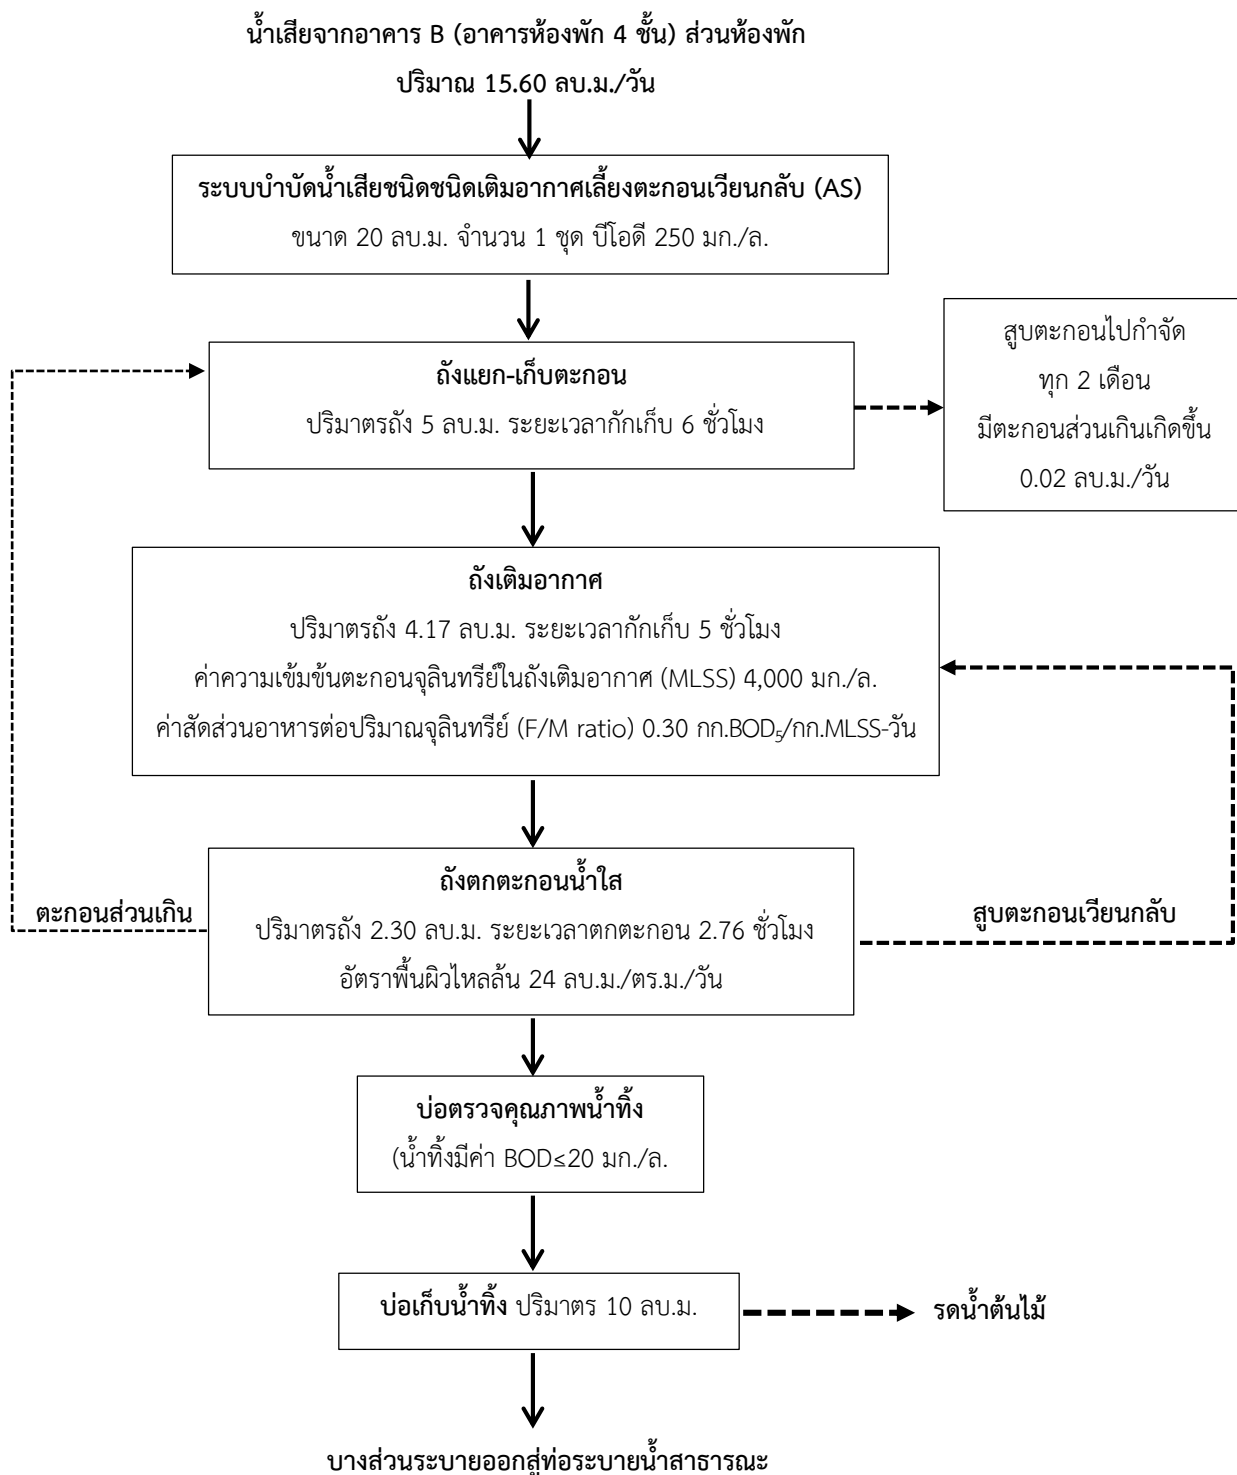 น้ำเสียจากอาคาร B (อาคารห้องพัก 4 ชั้น) ส่วนห้องพัก
ปริมาณ 15.60 ลบ.ม./วัน
ระบบบำบัดน้ำเสียชนิดชนิดเติมอากาศเลี้ยงตะกอนเวียนกลับ (AS)
ขนาด 20 ลบ.ม. จำนวน 1 ชุด บีโอดี 250 มก./ล.
ถังแยก-เก็บตะกอน
ปริมาตรถัง 5 ลบ.ม. ระยะเวลากักเก็บ 6 ชั่วโมง
สูบตะกอนไปกำจัด
ทุก 2 เดือน
มีตะกอนส่วนเกินเกิดขึ้น
0.02 ลบ.ม./วัน
ถังเติมอากาศ
ปริมาตรถัง 4.17 ลบ.ม. ระยะเวลากักเก็บ 5 ชั่วโมง
ค่าความเข้มข้นตะกอนจุลินทรีย์ในถังเติมอากาศ (MLSS) 4,000 มก./ล.
ค่าสัดส่วนอาหารต่อปริมาณจุลินทรีย์ (F/M ratio) 0.30 กก.BOD₅/กก.MLSS-วัน
ถังตกตะกอนน้ำใส
ปริมาตรถัง 2.30 ลบ.ม. ระยะเวลาตกตะกอน 2.76 ชั่วโมง
อัตราพื้นผิวไหลล้น 24 ลบ.ม./ตร.ม./วัน
ตะกอนส่วนเกิน
สูบตะกอนเวียนกลับ
บ่อตรวจคุณภาพน้ำทิ้ง
(น้ำทิ้งมีค่า BOD≤20 มก./ล.
บ่อเก็บน้ำทิ้ง ปริมาตร 10 ลบ.ม.
รดน้ำต้นไม้
บางส่วนระบายออกสู่ท่อระบายน้ำสาธารณะ